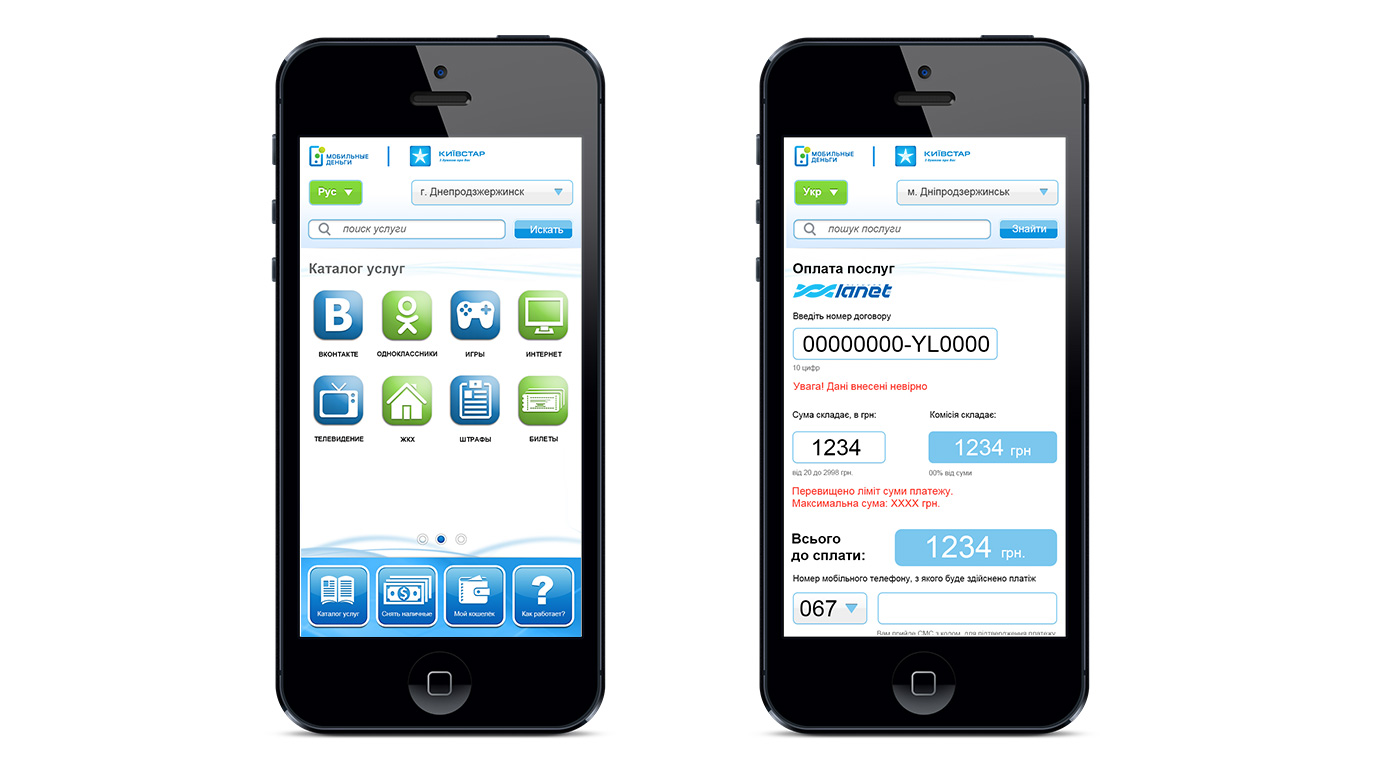 МОБИЛЬНЫЕ
ДЕНЬГИ
КИЇВСТАР
З думкою про Вас
Рус
г. Днепродзжержинск
поиск услуги
Искать
Каталог услуг
B
ВКОНТАКТЕ
ОДНОКЛАССНИКИ
ИГРЫ
ИНТЕРНЕТ
ТЕЛЕВИДЕНИЕ
ЖКХ
ШТРАФЫ
БИЛЕТЫ
$
?
Каталог услуг
Снять наличные
Мой кошелёк
Как работает?
МОБИЛЬНЫЕ
ДЕНЬГИ
КИЇВСТАР
З думкою про Вас
Укр
м. Дніпродзержинськ
пошук послуги
Знайти
Оплата послуг
lanet
Введіть номер договору
00000000-YL0000
10 цифр
Увага! Дані внесені невірно
Сума складає, в грн:
Комісія складає:
1234
1234 грн
від 20 до 2998 грн.
00% від суми
Перевищено ліміт суми платежу.
Максимальна сума: XXXX грн.
Всього
до сплати:
1234 грн.
Номер мобільного телефону, з якого буде здійснено платіж
067
Вам прийде СМС з кодом, для підтвердження платежу